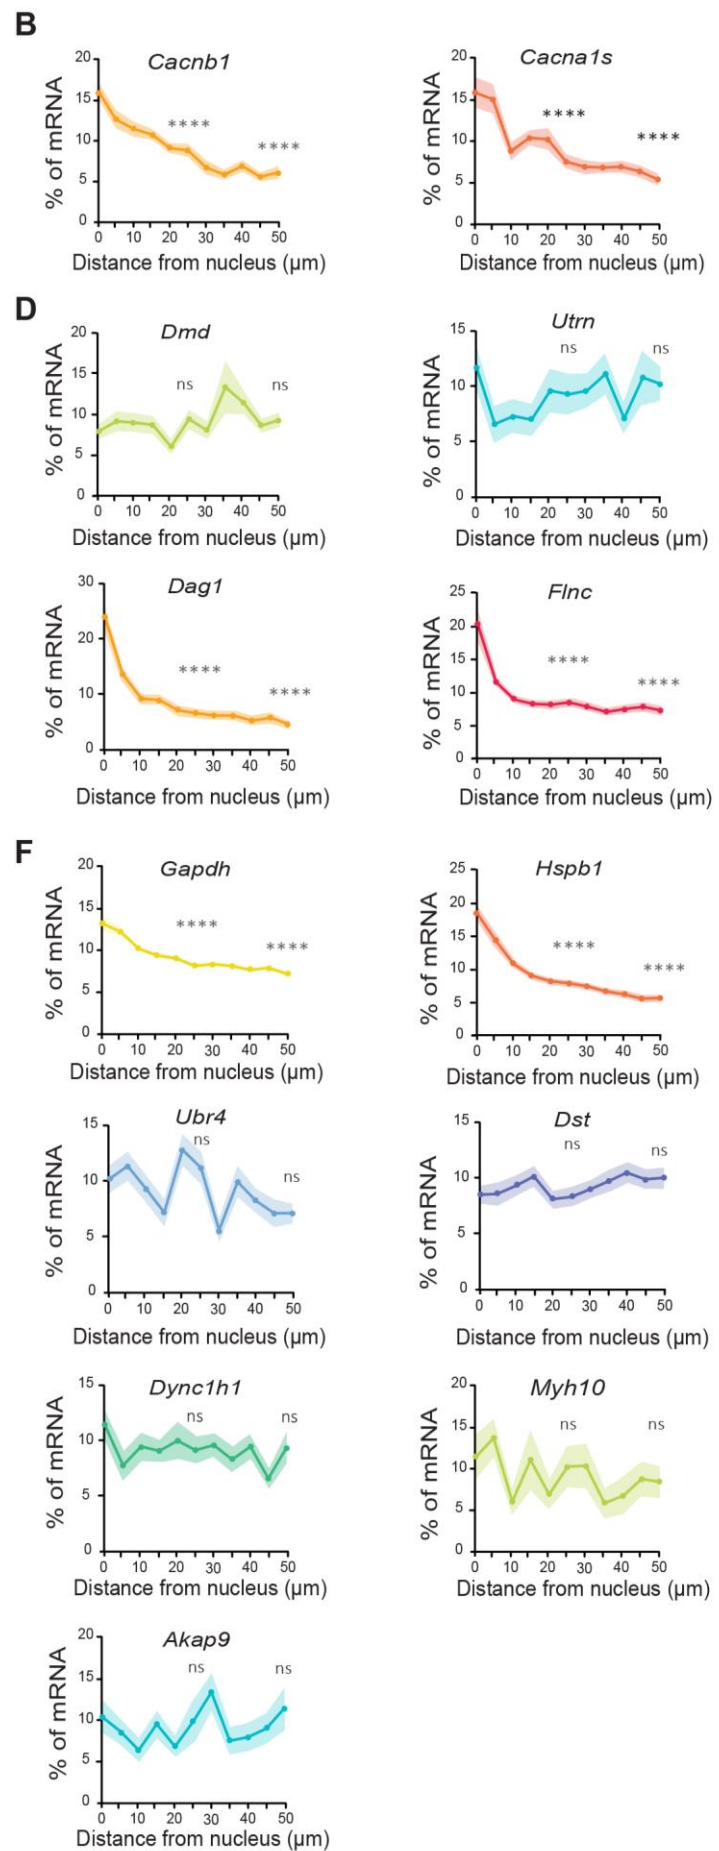 B
Cacnb1
% of mRNA
20
15
10
5
0
****
****
0 10 20 30 40 50
Distance from nucleus (µm)
Cacna1s
% of mRNA
20
15
10
5
0
****
****
0 10 20 30 40 50
Distance from nucleus (µm)
D
Dmd
% of mRNA
20
15
10
5
0
ns
ns
0 10 20 30 40 50
Distance from nucleus (µm)
Utrn
% of mRNA
15
10
5
0
ns
ns
0 10 20 30 40 50
Distance from nucleus (µm)
Dag1
% of mRNA
30
20
10
0
****
****
0 10 20 30 40 50
Distance from nucleus (µm)
Flnc
% of mRNA
25
20
15
10
5
0
****
****
0 10 20 30 40 50
Distance from nucleus (µm)
F
Gapdh
% of mRNA
20
15
10
5
0
****
****
0 10 20 30 40 50
Distance from nucleus (µm)
Hspb1
% of mRNA
25
20
15
10
5
0
****
****
0 10 20 30 40 50
Distance from nucleus (µm)
Ubr4
% of mRNA
15
10
5
0
ns
ns
0 10 20 30 40 50
Distance from nucleus (µm)
Dst
% of mRNA
15
10
5
0
ns
ns
0 10 20 30 40 50
Distance from nucleus (µm)
Dync1h1
% of mRNA
15
10
5
0
ns
ns
0 10 20 30 40 50
Distance from nucleus (µm)
Myh10
% of mRNA
20
15
10
5
0
ns
ns
0 10 20 30 40 50
Distance from nucleus (µm)
Akap9
% of mRNA
20
15
10
5
0
ns
ns
0 10 20 30 40 50
Distance from nucleus (µm)